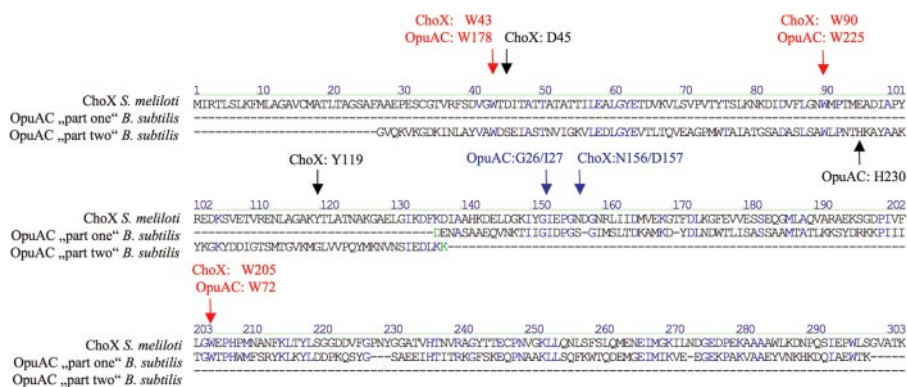 ChoX: W43
OpuAC: W178
ChoX: D45
ChoX: W90
OpuAC: W225
1 10 20 30 40 50 60 70 80 90 101
ChoX S. meliloti MIRTLSLKFMLAGAVCMATLTAGSAFAAEPESCGTVRFSDVGWTDITATTATATTILEALGYETDVKVLSVPVTYTSLKNKDIDVFLGNWMPTMEADIAPY
OpuAC „part one“ B. subtilis -----------------------------------------------------------------------------------------------------
OpuAC „part two“ B. subtilis --------------------------GVQKVKGDKINLAYVAWDSEIASTNVIGKVLEDLGYEVTLTQVEAGPMWTAIATGSADASLSAWLPNTHKAYAAK
ChoX: Y119
OpuAC:G26/I27
ChoX:N156/D157
OpuAC: H230
102 110 120 130 140 150 160 170 180 190 202
ChoX S. meliloti REDKSVETVRENLAGAKYTLATNAKGAELGIKDFKDIAAHKDELDGKIYGIEPGNDGNRLIIDMVEKGTFDLKGFEVVESSEQGMLAQVARAEKSGDPIVF
OpuAC „part one“ B. subtilis ----------------------------------DENASAAEQVNKTIIGIDPGS-GIMSLTDKAMKD-YDLNDWTLISASSAAMTATLKKSYDRKKPIII
OpuAC „part two“ B. subtilis YKGKYDDIGTSMTGVKMGLVVPQYMKNVNSIEDLKK-----------------------------------------------------------------
ChoX: W205
OpuAC: W72
203 210 220 230 240 250 260 270 280 290 303
ChoX S. meliloti LGWEPHPMNANFKLTYLSGGDDVFGPNYGGATVHTNVRAGYTTECPNVGKLLQNLSFSLQMENEIMGKILNDGEDPEKAAAAWLKDNPQSIEPWLSGVATK
OpuAC „part one“ B. subtilis TGWTPHWMFSRYKLKYLDDPKQSYG---SAEEIHTITRKGFSKEQPNAAKLLSQFKWTQDEMGEIMIKVE-EGEKPAKVAAEYVNKHKDQIAEWTK-----
OpuAC „part two“ B. subtilis -----------------------------------------------------------------------------------------------------